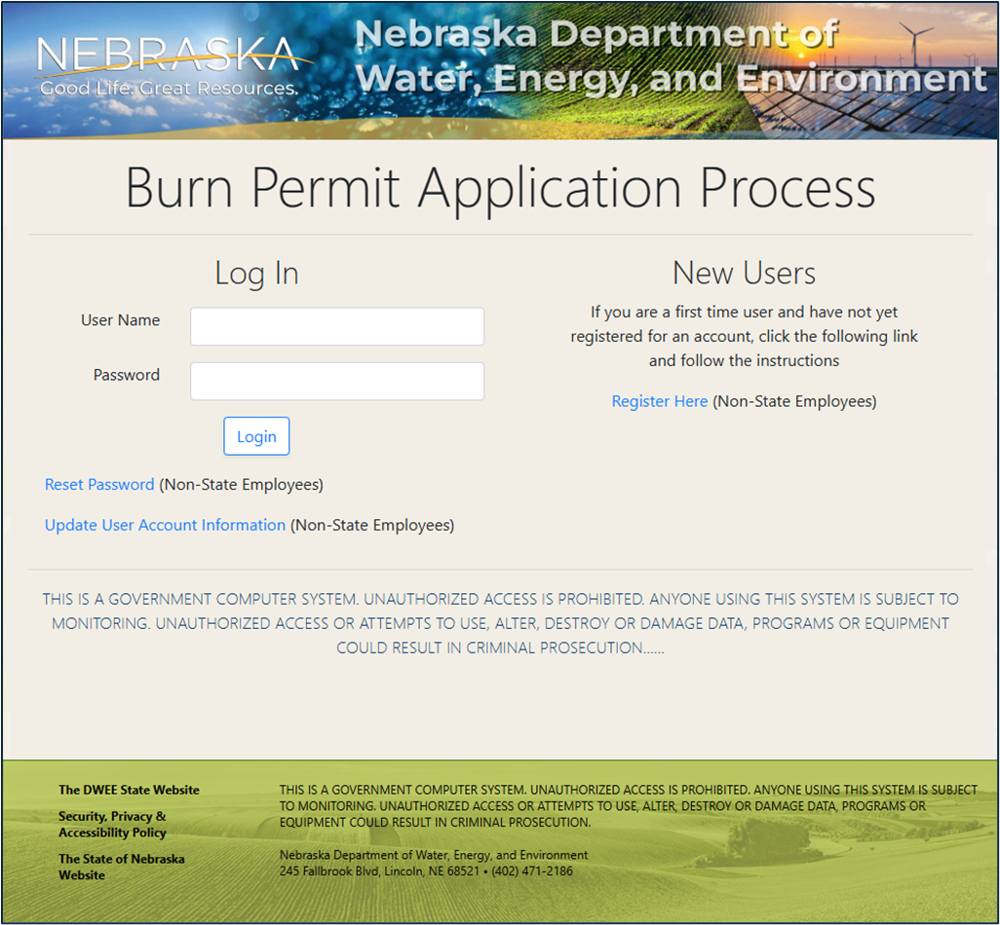 NEBRASKA
Good Life. Great Resources.
Nebraska Department of
Water, Energy, and Environment
Burn Permit Application Process
Log In
User Name
Password
Login
Reset Password (Non-State Employees)
Update User Account Information (Non-State Employees)
New Users
If you are a first time user and have not yet
registered for an account, click the following link
and follow the instructions
Register Here (Non-State Employees)
THIS IS A GOVERNMENT COMPUTER SYSTEM. UNAUTHORIZED ACCESS IS PROHIBITED. ANYONE USING THIS SYSTEM IS SUBJECT TO
MONITORING. UNAUTHORIZED ACCESS OR ATTEMPTS TO USE, ALTER, DESTROY OR DAMAGE DATA, PROGRAMS OR EQUIPMENT
COULD RESULT IN CRIMINAL PROSECUTION......
The DWEE State Website
Security, Privacy &
Accessibility Policy
The State of Nebraska
Website
THIS IS A GOVERNMENT COMPUTER SYSTEM. UNAUTHORIZED ACCESS IS PROHIBITED. ANYONE USING THIS SYSTEM IS SUBJECT
TO MONITORING. UNAUTHORIZED ACCESS OR ATTEMPTS TO USE, ALTER, DESTROY OR DAMAGE DATA, PROGRAMS OR
EQUIPMENT COULD RESULT IN CRIMINAL PROSECUTION.
Nebraska Department of Water, Energy, and Environment
245 Fallbrook Blvd, Lincoln, NE 68521 • (402) 471-2186